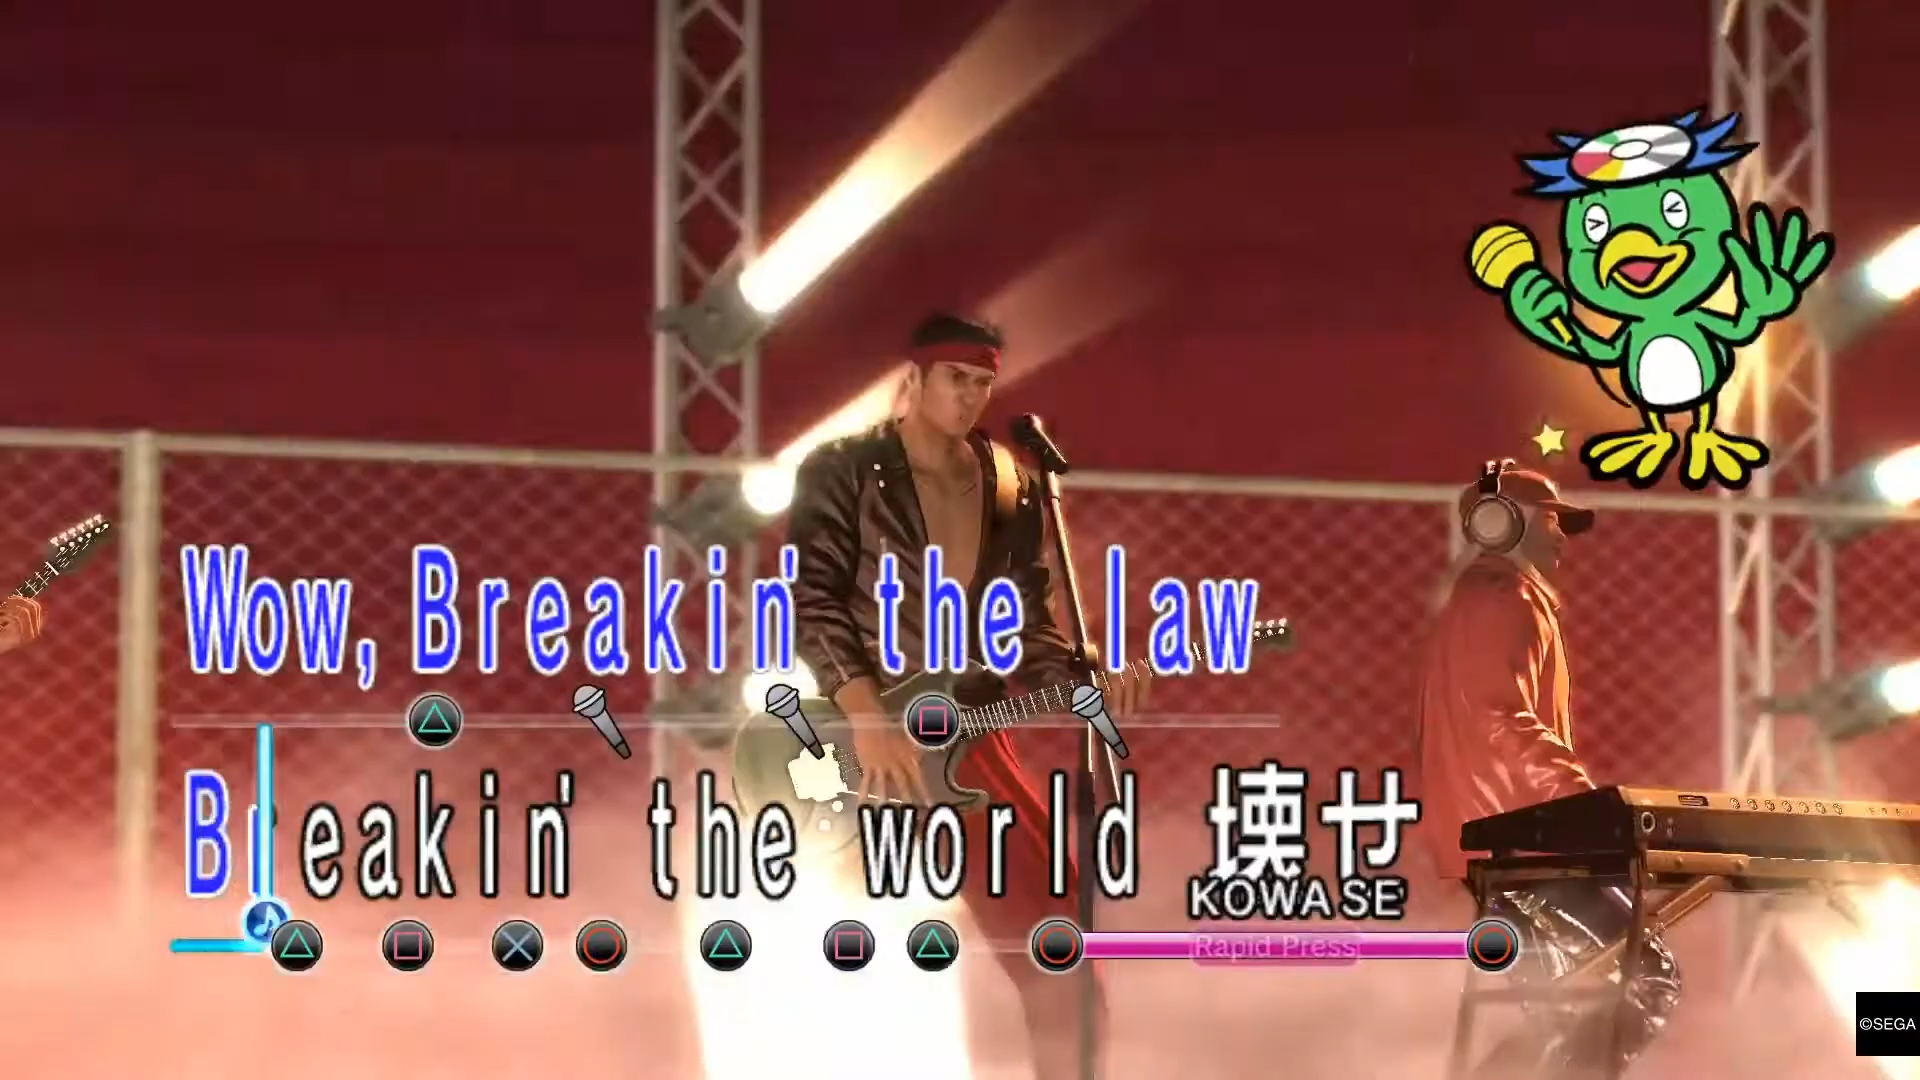 Wow, Breakin' the law
Breakin' the world 壊せ
KOWASE
Rapid Press
©SEGA